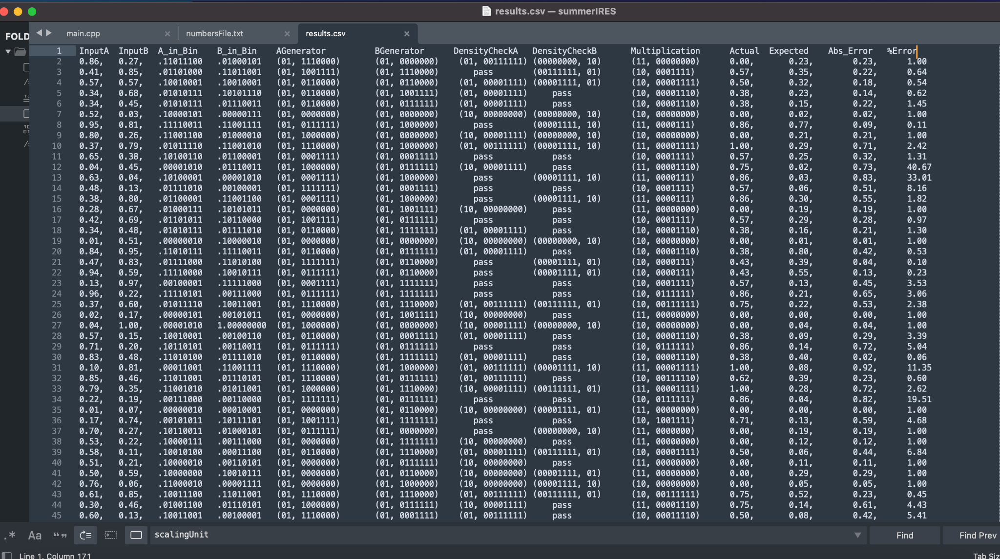 results.csv — summerIRES
FOLD
main.cpp × numbersFile.txt × results.csv ×
1 InputA InputB A_in_Bin B_in_Bin AGenerator BGenerator DensityCheckA DensityCheckB Multiplication Actual Expected Abs_Error %Error
2 0.86, 0.27, .11011100 .01000101 (01, 1110000) (01, 0000000) (01, 00111111) (00000000, 10) (11, 00000000) 0.00, 0.23, 0.23, 1.00
3 0.41, 0.85, .01101000 .11011001 (01, 1001111) (01, 1110000) pass (00111111, 01) (10, 0001111) 0.57, 0.35, 0.22, 0.64
4 0.57, 0.57, .10010001 .10010001 (01, 0110000) (01, 0110000) (01, 00001111) (00001111, 01) (10, 00001111) 0.50, 0.32, 0.18, 0.54
5 0.34, 0.68, .01010111 .10101110 (01, 0110000) (01, 1001111) (01, 00001111) pass (10, 00001110) 0.38, 0.23, 0.14, 0.62
6 0.34, 0.45, .01010111 .01110011 (01, 0110000) (01, 0111111) (01, 00001111) pass (10, 00001110) 0.38, 0.15, 0.22, 1.45
7 0.52, 0.03, .10000101 .00000111 (01, 0000000) (01, 0000000) (10, 00000000) (00000000, 10) (10, 00000000) 0.00, 0.02, 0.02, 1.00
8 0.95, 0.81, .11110011 .11001111 (01, 0111111) (01, 1000000) pass (00001111, 10) (11, 0000111) 0.86, 0.77, 0.09, 0.11
9 0.80, 0.26, .11001100 .01000010 (01, 1000000) (01, 0000000) (10, 00001111) (00000000, 10) (10, 00000000) 0.00, 0.21, 0.21, 1.00
10 0.37, 0.79, .01011110 .11001010 (01, 1110000) (01, 1000000) (01, 00111111) (00001111, 10) (11, 00001111) 1.00, 0.29, 0.71, 2.42
11 0.65, 0.38, .10100110 .01100001 (01, 0001111) (01, 0001111) pass pass (10, 0001111) 0.57, 0.25, 0.32, 1.31
12 0.04, 0.45, .00001010 .01110011 (01, 1000000) (01, 0111111) (10, 00001111) pass (11, 00001110) 0.75, 0.02, 0.73, 40.67
13 0.63, 0.04, .10100001 .00001010 (01, 0001111) (01, 1000000) pass (00001111, 10) (11, 0000111) 0.86, 0.03, 0.83, 33.01
14 0.48, 0.13, .01111010 .00100001 (01, 1111111) (01, 0001111) pass pass (10, 0001111) 0.57, 0.06, 0.51, 8.16
15 0.38, 0.80, .01100001 .11001100 (01, 0001111) (01, 1000000) pass (00001111, 10) (11, 0000111) 0.86, 0.30, 0.55, 1.82
16 0.28, 0.67, .01000111 .10101011 (01, 0000000) (01, 1001111) (10, 00000000) pass (11, 00000000) 0.00, 0.19, 0.19, 1.00
17 0.42, 0.69, .01101011 .10110000 (01, 1001111) (01, 0111111) pass pass (10, 0001111) 0.57, 0.29, 0.28, 0.97
18 0.34, 0.48, .01010111 .01111010 (01, 0110000) (01, 1111111) (01, 00001111) pass (10, 00001110) 0.38, 0.16, 0.21, 1.30
19 0.01, 0.51, .00000010 .10000010 (01, 0000000) (01, 0000000) (10, 00000000) (00000000, 10) (10, 00000000) 0.00, 0.01, 0.01, 1.00
20 0.84, 0.95, .11010111 .11110011 (01, 0110000) (01, 0111111) (01, 00001111) pass (10, 00001110) 0.38, 0.80, 0.42, 0.53
21 0.47, 0.83, .01111000 .11010100 (01, 1111111) (01, 0110000) pass (00001111, 01) (10, 0000111) 0.43, 0.39, 0.04, 0.10
22 0.94, 0.59, .11110000 .10010111 (01, 0111111) (01, 0110000) pass (00001111, 01) (10, 0000111) 0.43, 0.55, 0.13, 0.23
23 0.13, 0.97, .00100001 .11111000 (01, 0001111) (01, 1111111) pass pass (10, 0001111) 0.57, 0.13, 0.45, 3.53
24 0.96, 0.22, .11110101 .00111000 (01, 0111111) (01, 1111111) pass pass (10, 0111111) 0.86, 0.21, 0.65, 3.06
25 0.37, 0.60, .01011110 .10011001 (01, 1110000) (01, 1110000) (01, 00111111) (00111111, 01) (10, 00111111) 0.75, 0.22, 0.53, 2.38
26 0.02, 0.17, .00000101 .00101011 (01, 0000000) (01, 1001111) (10, 00000000) pass (11, 00000000) 0.00, 0.00, 0.00, 1.00
27 0.04, 1.00, .00001010 1.00000000 (01, 1000000) (01, 0000000) (10, 00001111) (00000000, 10) (10, 00000000) 0.00, 0.04, 0.04, 1.00
28 0.57, 0.15, .10010001 .00100110 (01, 0110000) (01, 0001111) (01, 00001111) pass (10, 00001110) 0.38, 0.09, 0.29, 3.39
29 0.71, 0.20, .10110101 .00110011 (01, 0111111) (01, 0111111) pass pass (10, 0111111) 0.86, 0.14, 0.72, 5.04
30 0.83, 0.48, .11010100 .01111010 (01, 0110000) (01, 1111111) (01, 00001111) pass (10, 00001110) 0.38, 0.40, 0.02, 0.06
31 0.10, 0.81, .00011001 .11001111 (01, 1110000) (01, 1000000) (01, 00111111) (00001111, 10) (11, 00001111) 1.00, 0.08, 0.92, 11.35
32 0.85, 0.46, .11011001 .01110101 (01, 1110000) (01, 0111111) (01, 00111111) pass (10, 00111110) 0.62, 0.39, 0.23, 0.60
33 0.79, 0.35, .11001010 .01011001 (01, 1000000) (01, 1110000) (10, 00001111) (00111111, 01) (11, 00001111) 1.00, 0.28, 0.72, 2.62
34 0.22, 0.19, .00111000 .00110000 (01, 1111111) (01, 0111111) pass pass (10, 0111111) 0.86, 0.04, 0.82, 19.51
35 0.01, 0.07, .00000010 .00010001 (01, 0000000) (01, 0110000) (10, 00000000) (00001111, 01) (11, 00000000) 0.00, 0.00, 0.00, 1.00
36 0.17, 0.74, .00101011 .10111101 (01, 1001111) (01, 1111111) pass pass (10, 1001111) 0.71, 0.13, 0.59, 4.68
37 0.70, 0.27, .10110011 .01000101 (01, 0111111) (01, 0000000) pass (00000000, 10) (11, 0000000) 0.00, 0.19, 0.19, 1.00
38 0.53, 0.22, .10000111 .00111000 (01, 0000000) (01, 1111111) (10, 00000000) pass (11, 00000000) 0.00, 0.12, 0.12, 1.00
39 0.58, 0.11, .10010100 .00011100 (01, 0110000) (01, 1110000) (01, 00001111) (00111111, 01) (10, 00001111) 0.50, 0.06, 0.44, 6.84
40 0.51, 0.21, .10000010 .00110101 (01, 0000000) (01, 0111111) (10, 00000000) pass (11, 00000000) 0.00, 0.11, 0.11, 1.00
41 0.50, 0.59, .10000000 .10010111 (01, 0000000) (01, 0110000) (10, 00000000) (00001111, 01) (11, 00000000) 0.00, 0.29, 0.29, 1.00
42 0.76, 0.06, .11000010 .00001111 (01, 0000000) (01, 1000000) (10, 00000000) (00001111, 10) (10, 00000000) 0.00, 0.05, 0.05, 1.00
43 0.61, 0.85, .10011100 .11011001 (01, 1110000) (01, 1110000) (01, 00111111) (00111111, 01) (10, 00111111) 0.75, 0.52, 0.23, 0.45
44 0.30, 0.46, .01001100 .01110101 (01, 1000000) (01, 0111111) (10, 00001111) pass (11, 00001110) 0.75, 0.14, 0.61, 4.43
45 0.60, 0.13, .10011001 .00100001 (01, 1110000) (01, 0001111) (01, 00111111) pass (10, 00011110) 0.50, 0.08, 0.42, 5.41
.* Aa “” scalingUnit Find Find Prev
Line 1, Column 171 Tab Siz